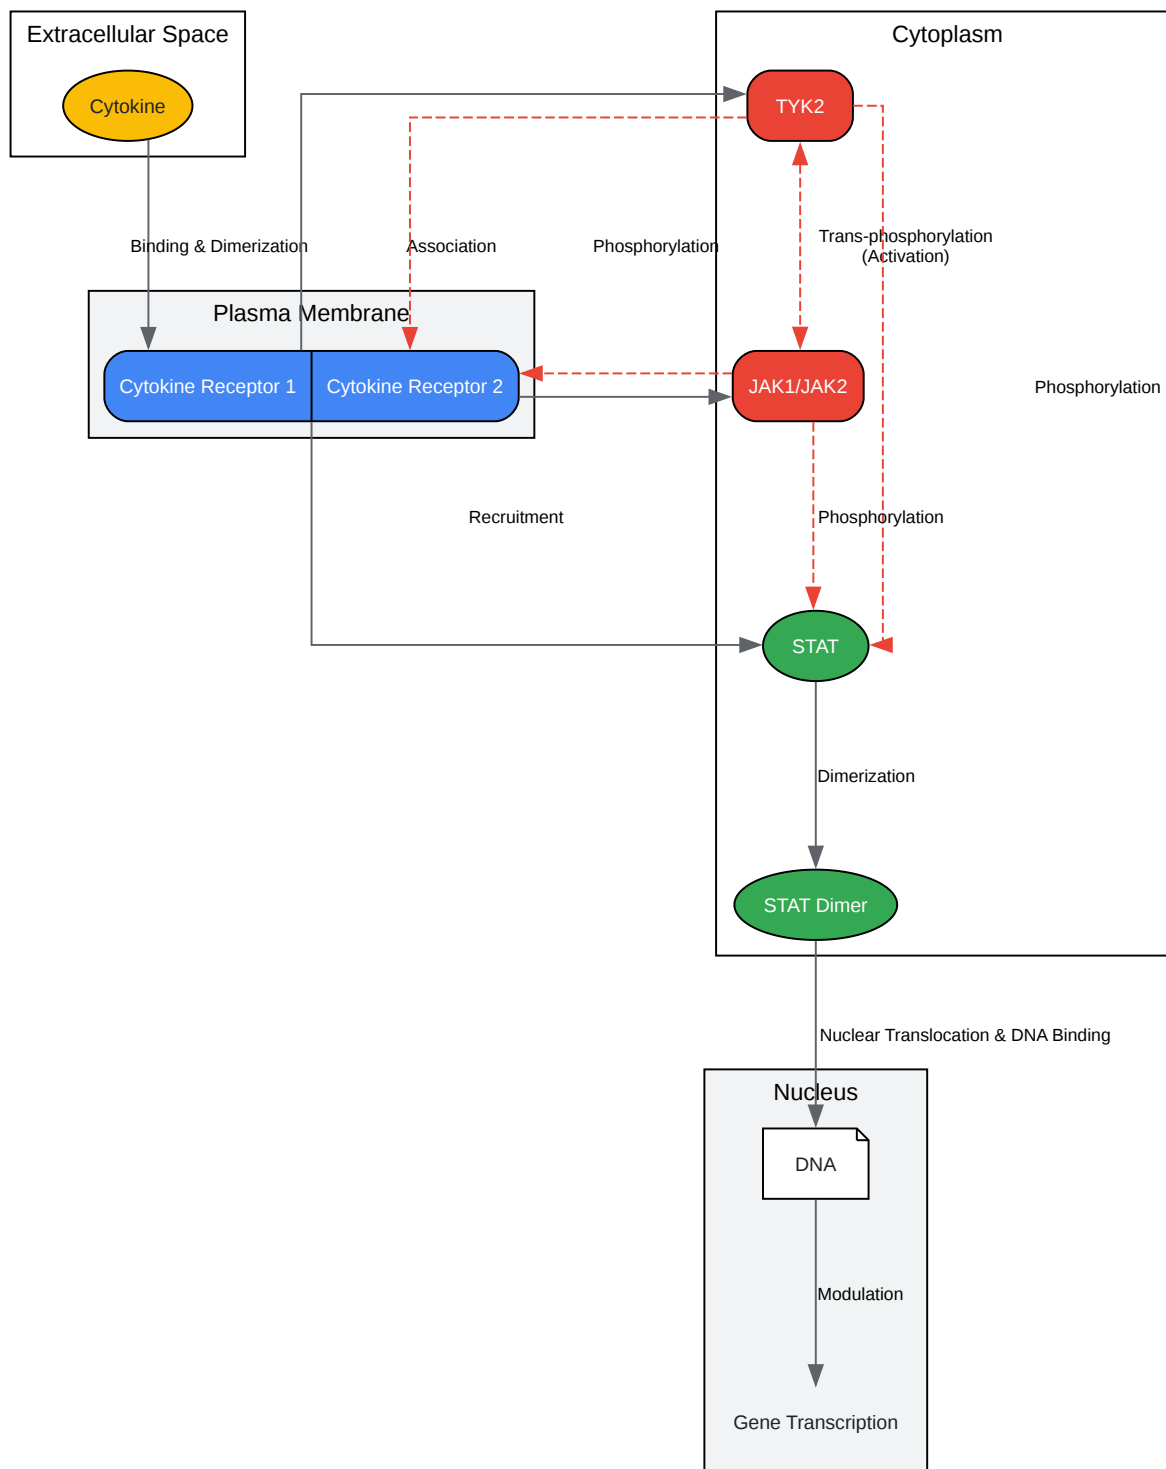 Extracellular Space
Cytoplasm
Cytokine
TYK2
Binding & Dimerization
Association
Phosphorylation
Trans-phosphorylation
(Activation)
Plasma Membrane
Cytokine Receptor 1
Cytokine Receptor 2
JAK1/JAK2
Phosphorylation
Recruitment
Phosphorylation
STAT
Dimerization
STAT Dimer
Nuclear Translocation & DNA Binding
Nucleus
DNA
Modulation
Gene Transcription